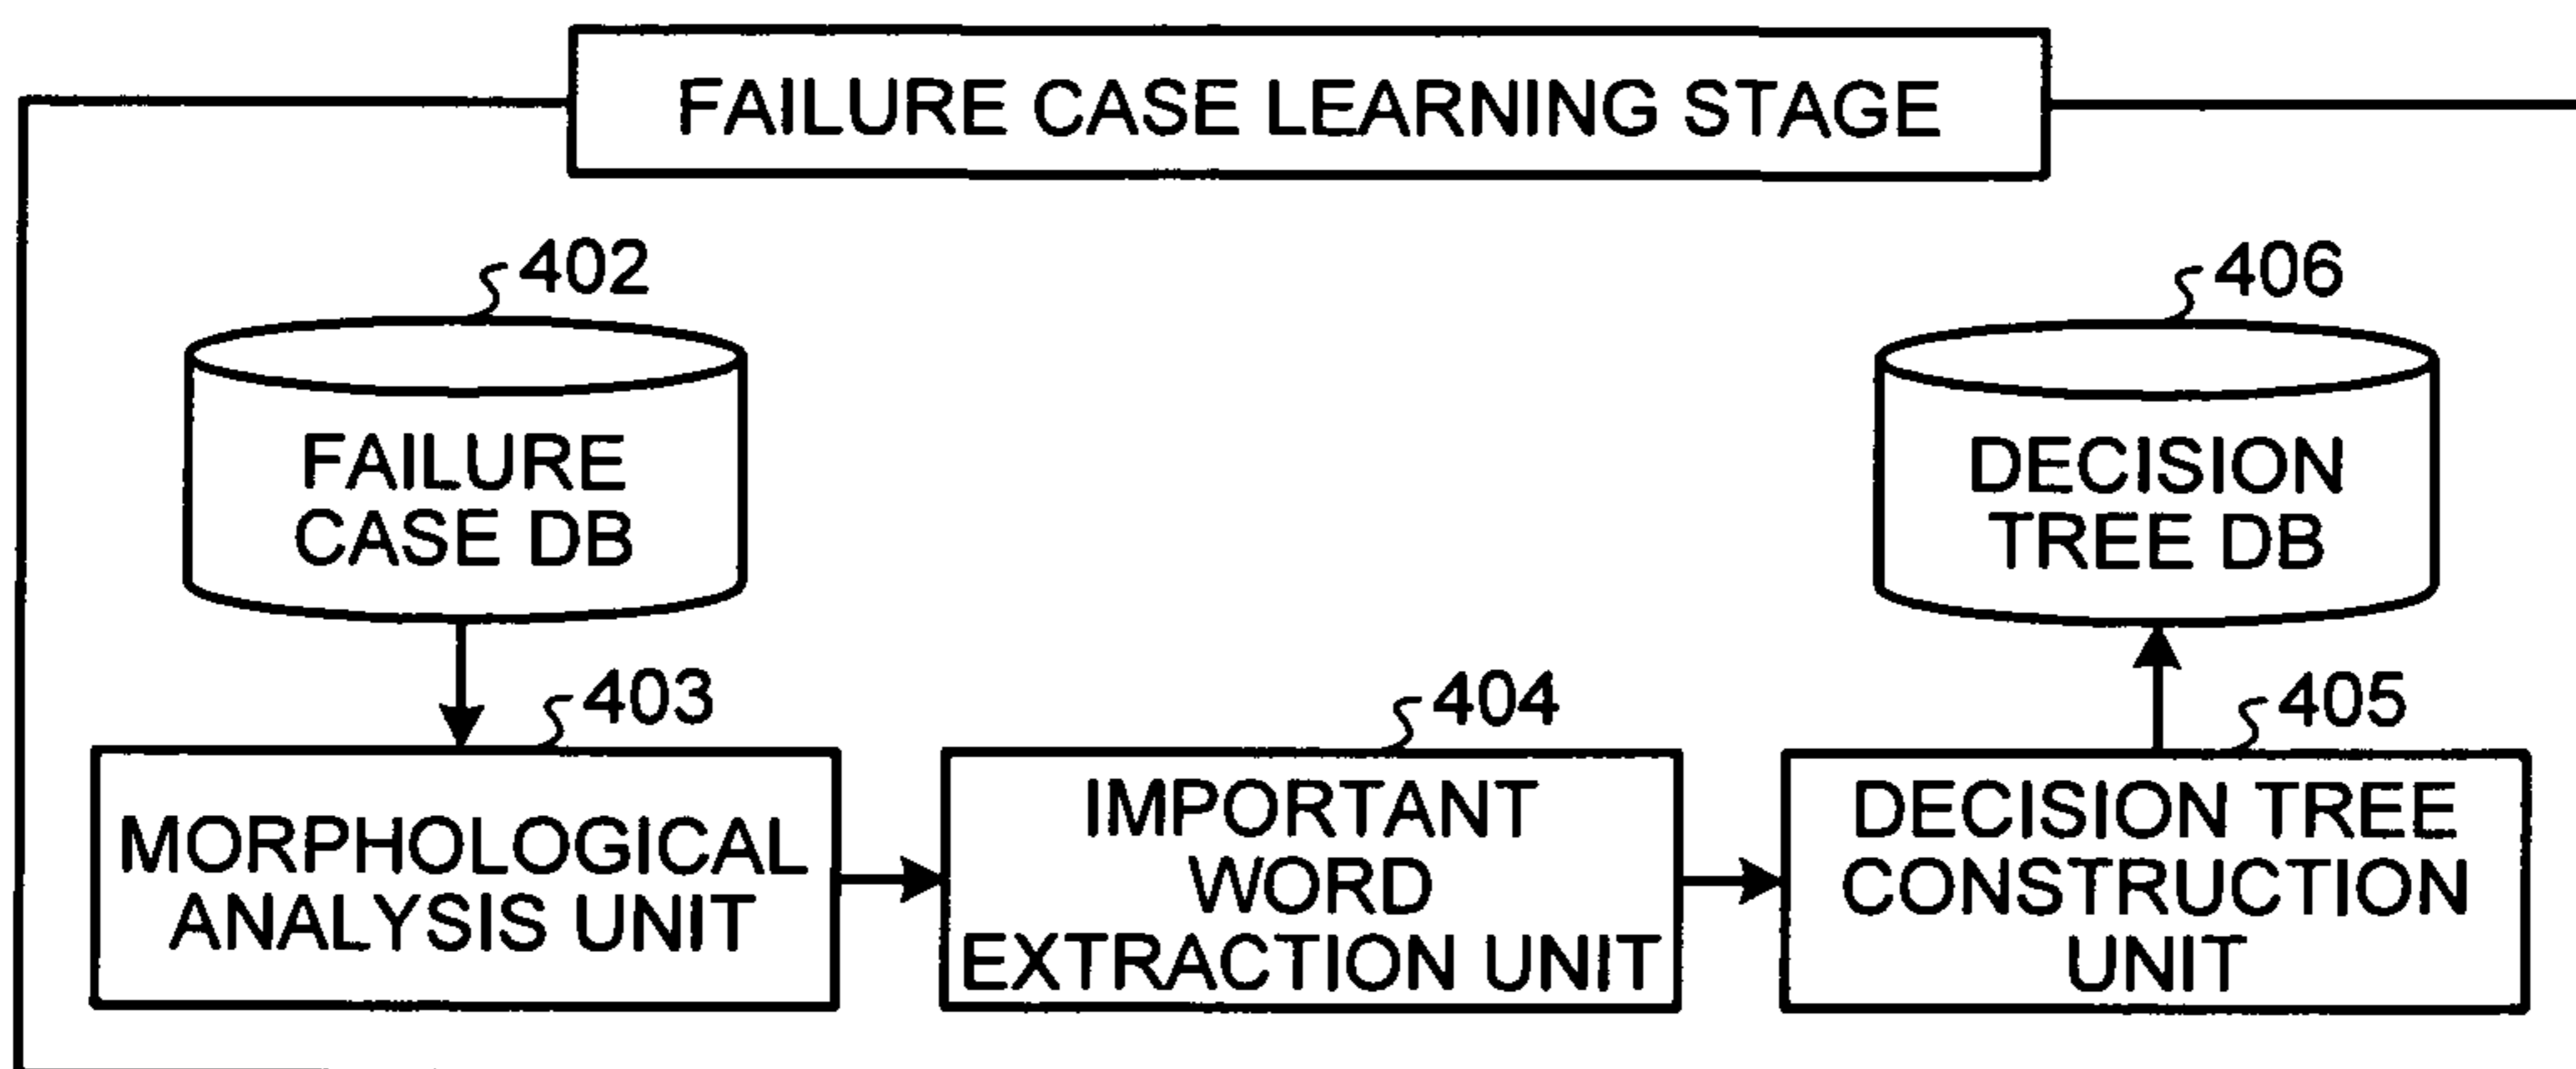 FAILURE CASE LEARNING STAGE
402
FAILURE
CASE DB
406
DECISION
TREE DB
403
MORPHOLOGICAL
ANALYSIS UNIT
404
IMPORTANT
WORD
EXTRACTION UNIT
405
DECISION TREE
CONSTRUCTION
UNIT